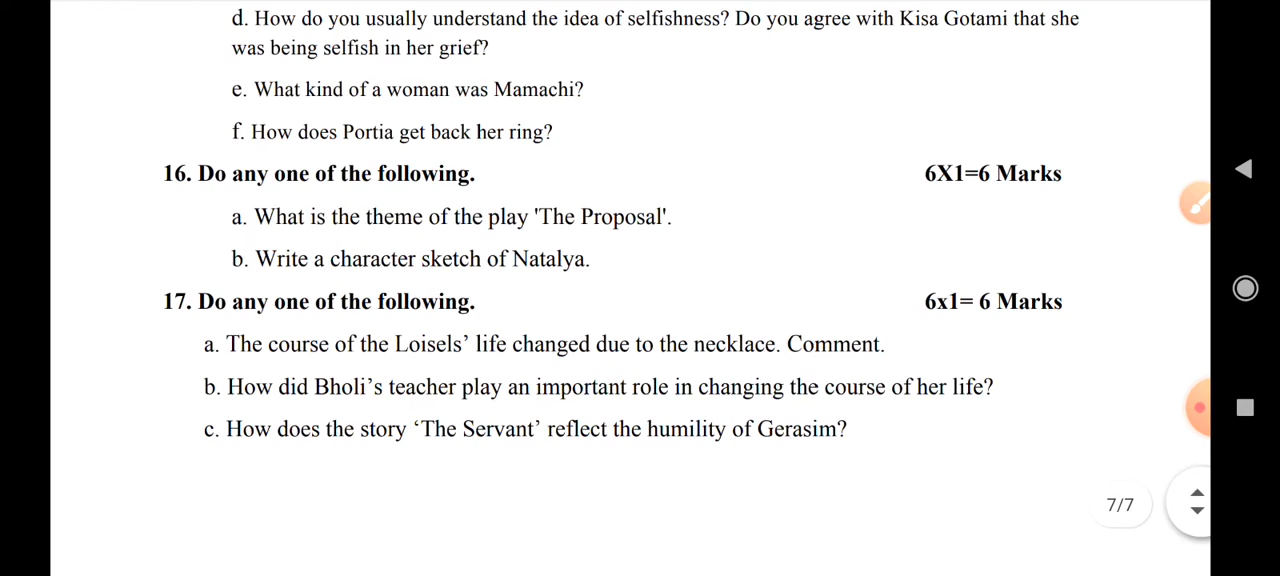 d. How do you usually understand the idea of selfishness? Do you agree with Kisa Gotami that she
was being selfish in her grief?
e. What kind of a woman was Mamachi?
f. How does Portia get back her ring?
16. Do any one of the following. 6X1=6 Marks
a. What is the theme of the play 'The Proposal'.
b. Write a character sketch of Natalya.
17. Do any one of the following. 6x1= 6 Marks
a. The course of the Loisels’ life changed due to the necklace. Comment.
b. How did Bholi’s teacher play an important role in changing the course of her life?
c. How does the story ‘The Servant’ reflect the humility of Gerasim?
7/7